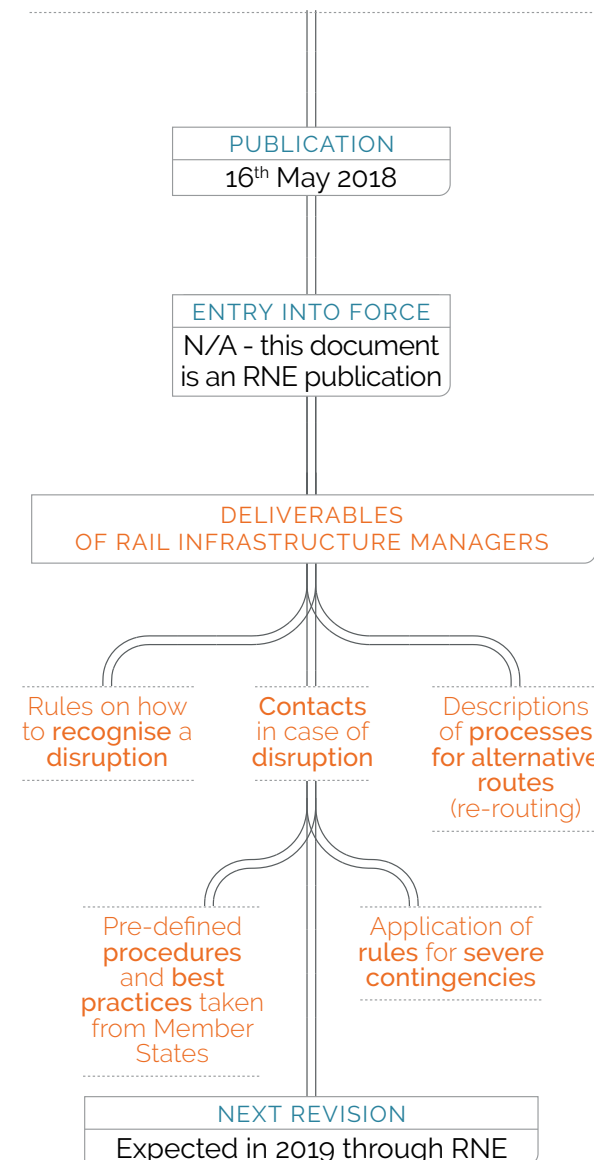 PUBLICATION
16th May 2018
ENTRY INTO FORCE
N/A - this document
is an RNE publication
DELIVERABLES
OF RAIL INFRASTRUCTURE MANAGERS
Rules on how
to recognise a
disruption
Contacts
in case of
disruption
Descriptions
of processes
for alternative
routes
(re-routing)
Pre-defined
procedures
and best
practices taken
from Member
States
Application of
rules for severe
contingencies
NEXT REVISION
Expected in 2019 through RNE